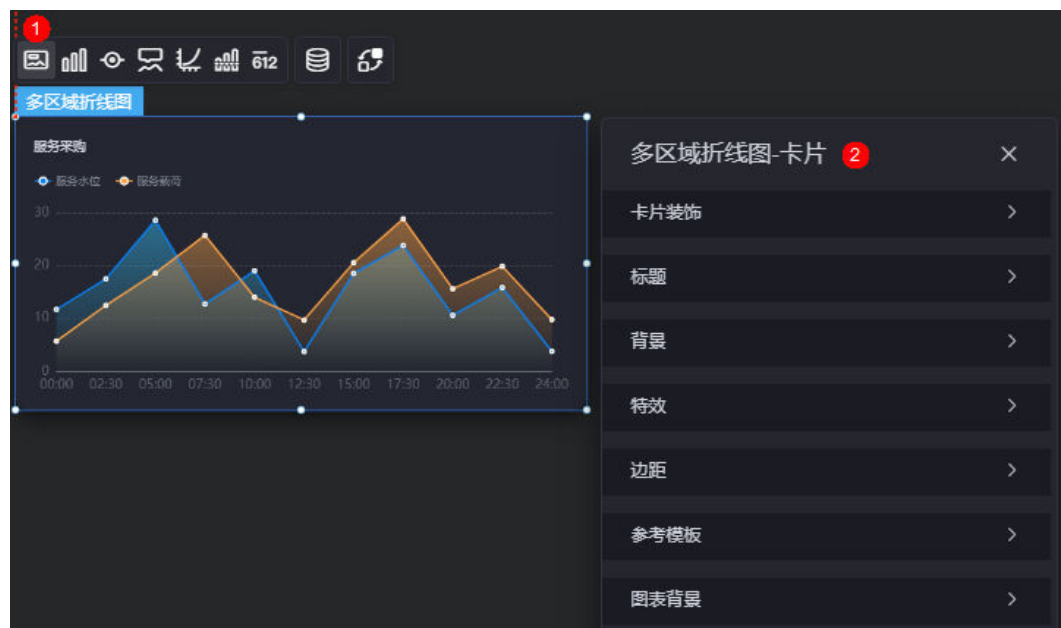 1
612
多区域折线图
服务采购
服务水位 服务负荷
30
20
10
0
00:00 02:30 05:00 07:30 10:00 12:30 15:00 17:30 20:00 22:30 24:00
多区域折线图-卡片 2
卡片装饰
标题
背景
特效
边距
参考模板
图表背景